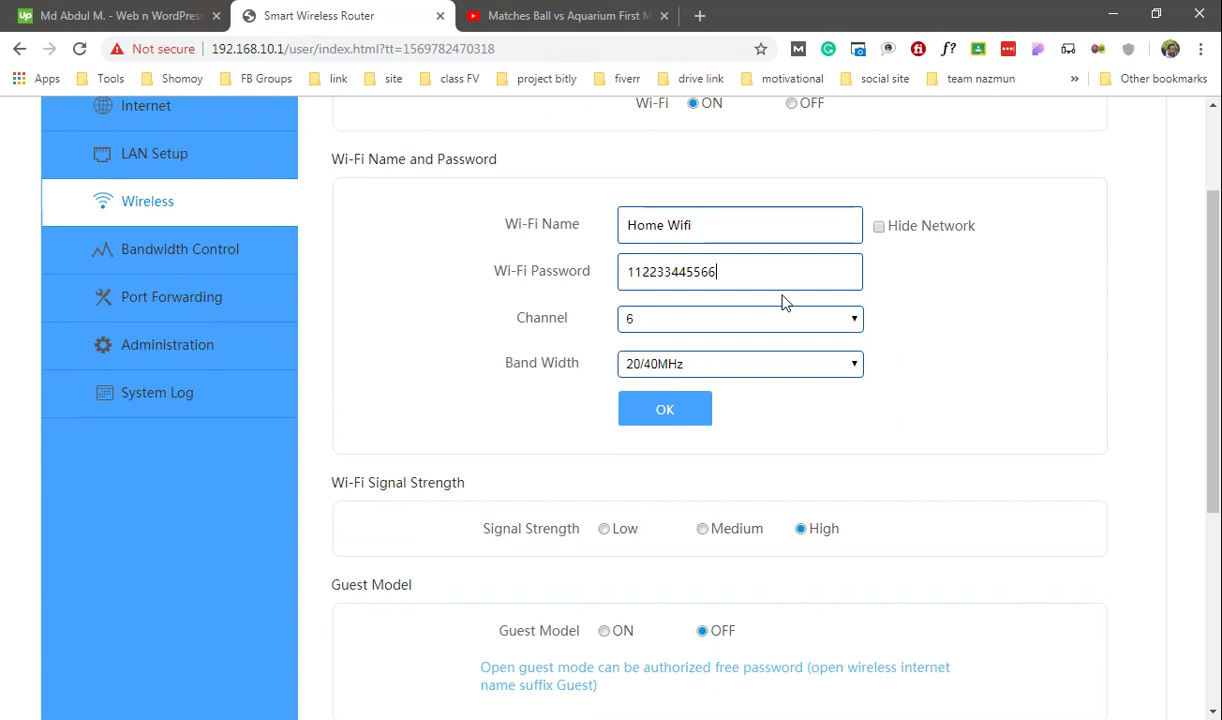 Md Abdul M. - Web n WordPress
Smart Wireless Router
Matches Ball vs Aquarium First M
Not secure
192.168.10.1/user/index.html?tt=1569782470318
Apps
Tools
Shomoy
FB Groups
link
site
class FV
project bitly
fiverr
drive link
motivational
social site
team nazmun
»
Other bookmarks
Internet
LAN Setup
Wireless
Bandwidth Control
Port Forwarding
Administration
System Log
Wi-Fi ON OFF
Wi-Fi Name and Password
Wi-Fi Name Home Wifi Hide Network
Wi-Fi Password 112233445566
Channel 6
Band Width 20/40MHz
OK
Wi-Fi Signal Strength
Signal Strength Low Medium High
Guest Model
Guest Model ON OFF
Open guest mode can be authorized free password (open wireless internet
name suffix Guest)